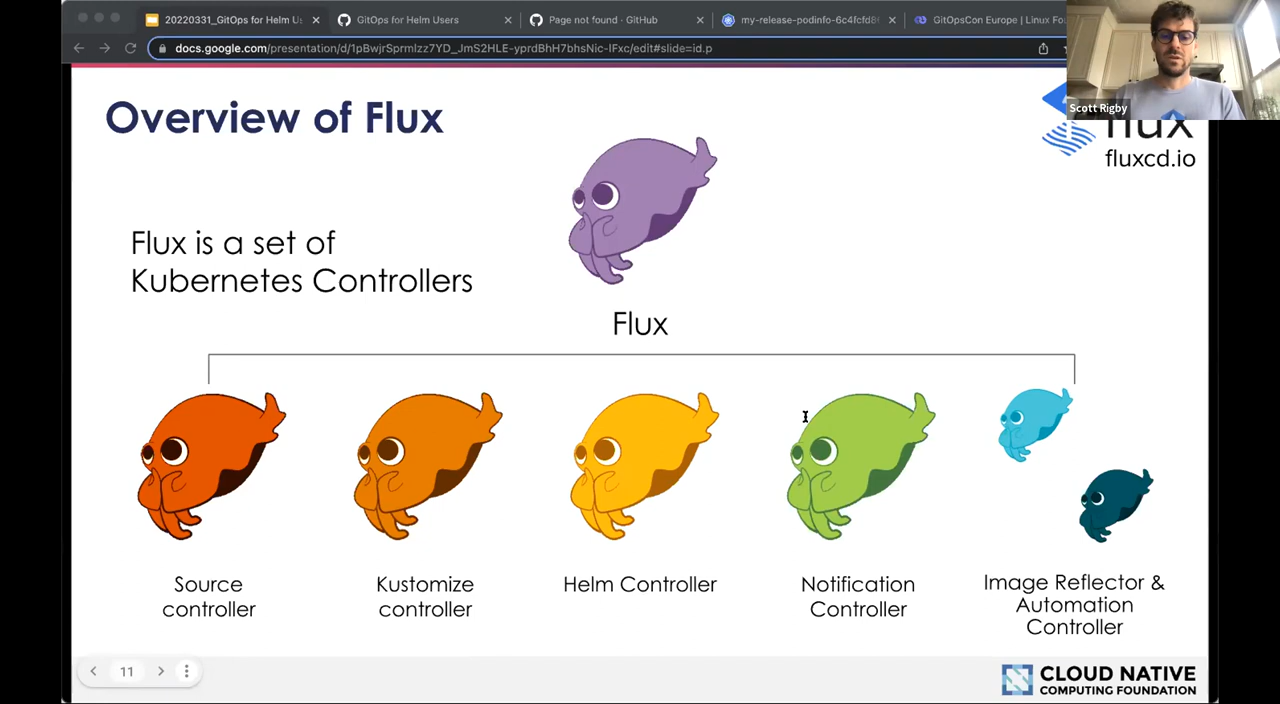 20220331_GitOps for Helm U
GitOps for Helm Users
Page not found · GitHub
my-release-podinfo-6c4fcfd8
GitOpsCon Europe | Linux Fou
docs.google.com/presentation/d/1pBwjrSprmlzz7YD_JmS2HLE-yprdBhH7bhsNic-IFxc/edit#slide=id.p
Scott Rigby
Overview of Flux
flux
fluxcd.io
Flux is a set of
Kubernetes Controllers
Flux
Source
controller
Kustomize
controller
Helm Controller
Notification
Controller
Image Reflector &
Automation
Controller
11
CLOUD NATIVE
COMPUTING FOUNDATION